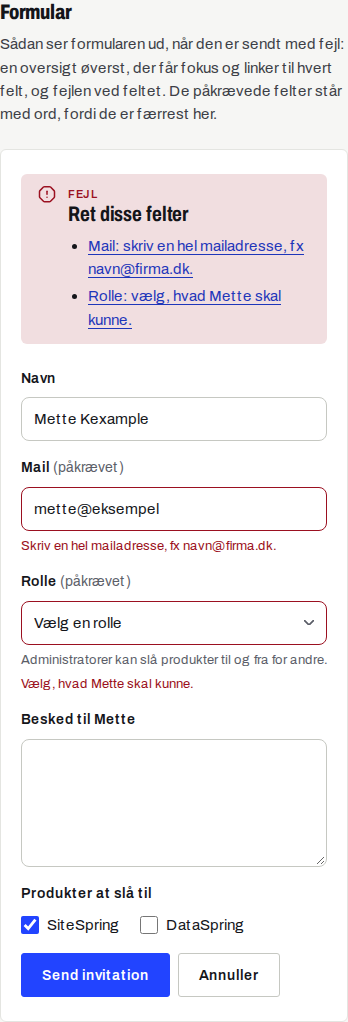 Formular
Sådan ser formularen ud, når den er sendt med fejl:
en oversigt øverst, der får fokus og linker til hvert
felt, og fejlen ved feltet. De påkrævede felter står
med ord, fordi de er færrest her.
FEJL
Ret disse felter
Mail: skriv en hel mailadresse, fx
navn@firma.dk.
Rolle: vælg, hvad Mette skal
kunne.
Navn
Mette Kexample
Mail (påkrævet)
mette@eksempel
Skriv en hel mailadresse, fx navn@firma.dk.
Rolle (påkrævet)
Vælg en rolle
Administratorer kan slå produkter til og fra for andre.
Vælg, hvad Mette skal kunne.
Besked til Mette
Produkter at slå til
SiteSpring
DataSpring
Send invitation
Annuller